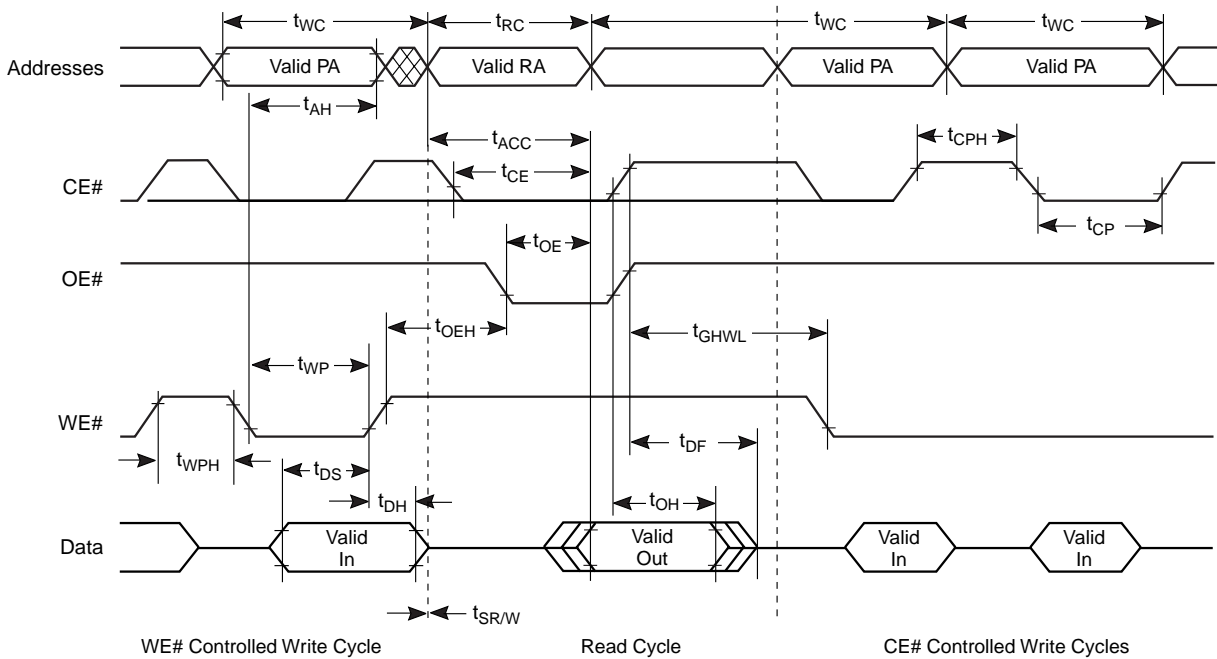 tWC tRC tWC tWC
Addresses Valid PA Valid RA Valid PA Valid PA
tAH
tACC tCPH
CE# tCE
tCP
OE# tOE
tOEH tGHWL
tWP
WE#
tWPH tDS tDF
tDH tOH
Data Valid In Valid Out Valid In Valid In
tSR/W
WE# Controlled Write Cycle Read Cycle CE# Controlled Write Cycles